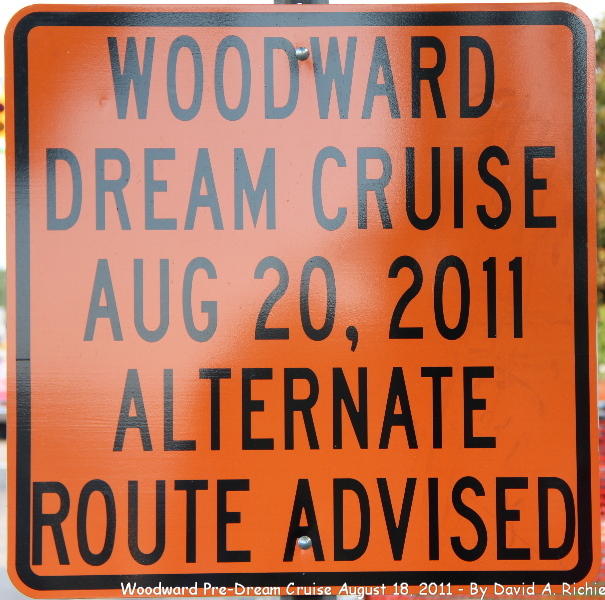 WOODWARD
DREAM CRUISE
AUG 20, 2011
ALTERNATE
ROUTE ADVISED
Woodward Pre-Dream Cruise August 18 2011 - By David A. Richie